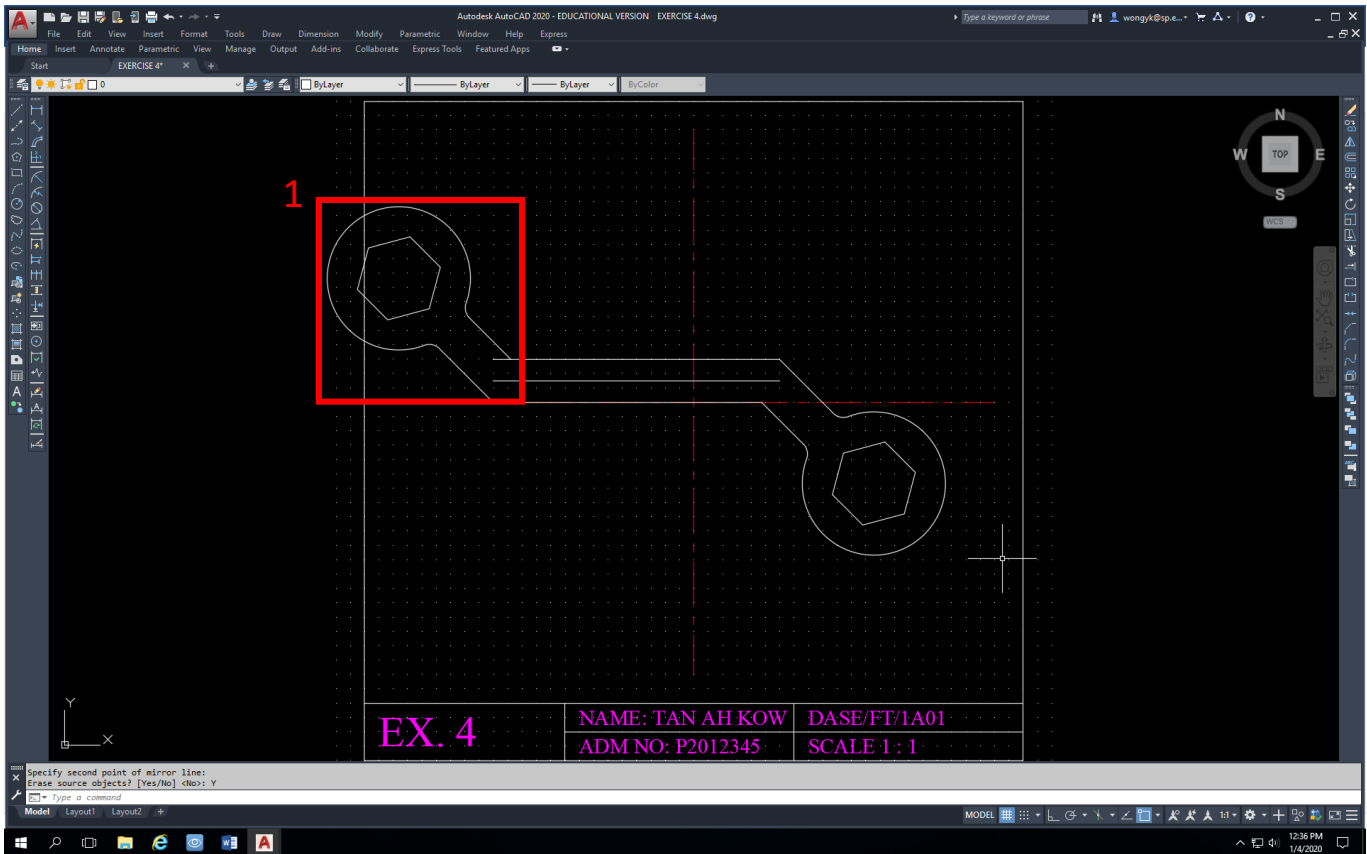 Autodesk AutoCAD 2020 - EDUCATIONAL VERSION EXERCISE 4.dwg
Type a keyword or phrase
wongyk@sp.e...
File Edit View Insert Format Tools Draw Dimension Modify Parametric Window Help Express
Home Insert Annotate Parametric View Manage Output Add-ins Collaborate Express Tools Featured Apps
Start EXERCISE 4*
0 ByLayer ByLayer ByLayer ByColor
N
W TOP E
S
WCS
1
EX. 4
NAME: TAN AH KOW DASE/FT/1A01
ADM NO: P2012345 SCALE 1 : 1
Y
X
Specify second point of mirror line:
Erase source objects? [Yes/No] <No>: Y
Type a command
Model Layout1 Layout2 +
MODEL 1:1
12:36 PM
1/4/2020